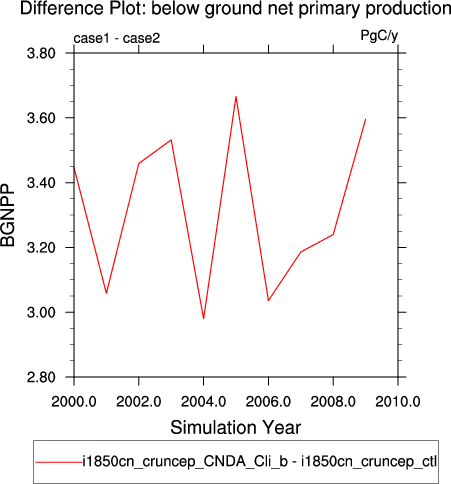 Difference Plot: below ground net primary production
case1 - case2
PgC/y
3.80
3.60
3.40
3.20
3.00
2.80
BGNPP
2000.0 2002.0 2004.0 2006.0 2008.0 2010.0
Simulation Year
i1850cn_cruncep_CNDA_Cli_b - i1850cn_cruncep_ctl